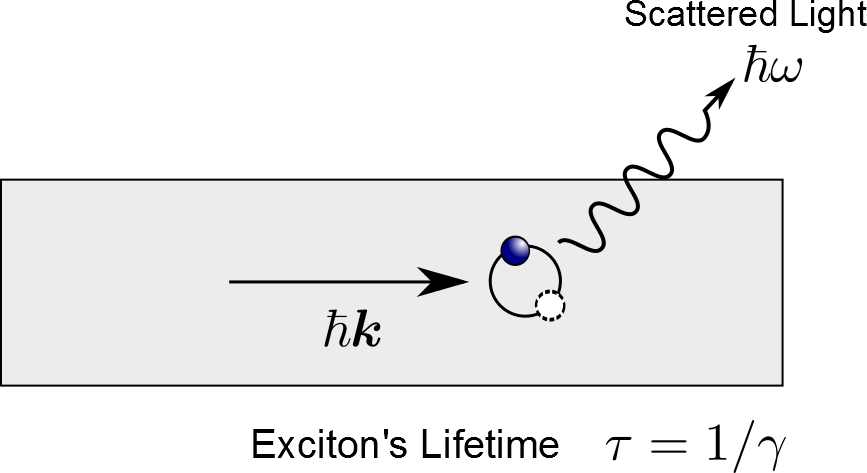 Scattered Light
ℏω
ℏ𝒌
Exciton's Lifetime τ = 1/γ